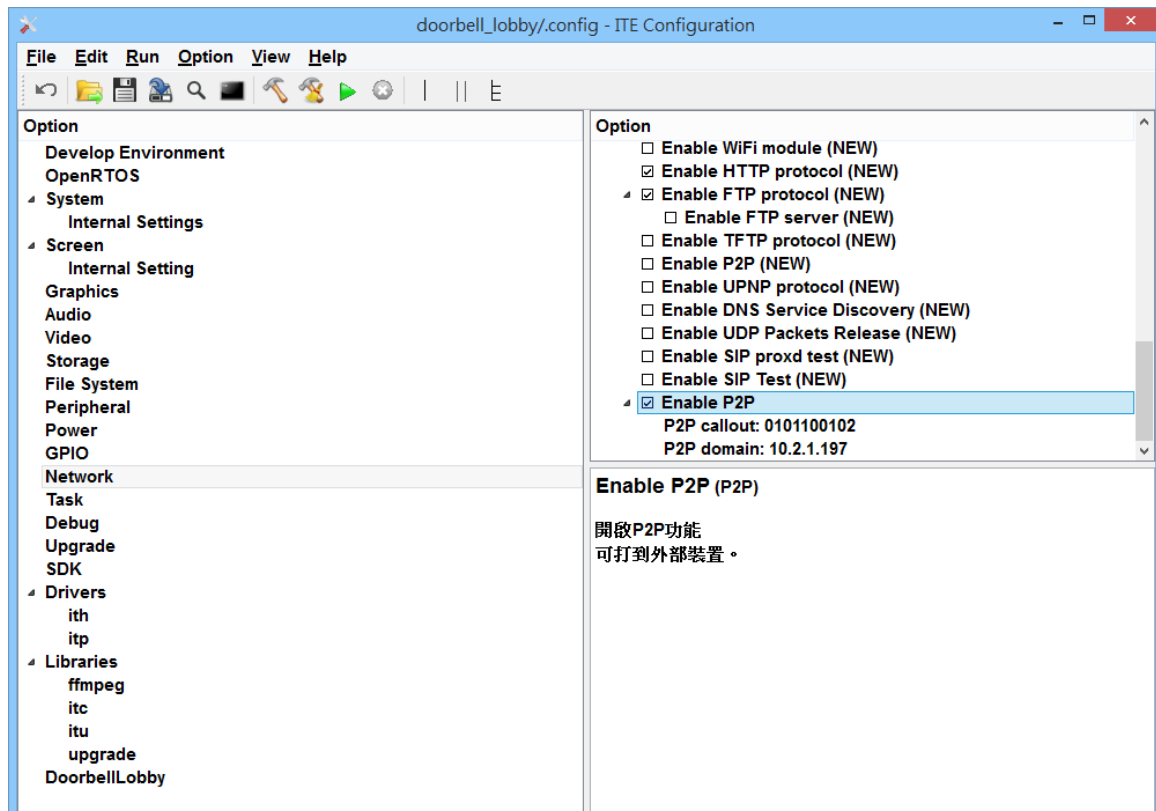 doorbell_lobby/.config - ITE Configuration
File Edit Run Option View Help
Option
Develop Environment
OpenRTOS
System
Internal Settings
Screen
Internal Setting
Graphics
Audio
Video
Storage
File System
Peripheral
Power
GPIO
Network
Task
Debug
Upgrade
SDK
Drivers
ith
itp
Libraries
ffmpeg
itc
itu
upgrade
DoorbellLobby
Option
Enable WiFi module (NEW)
Enable HTTP protocol (NEW)
Enable FTP protocol (NEW)
Enable FTP server (NEW)
Enable TFTP protocol (NEW)
Enable P2P (NEW)
Enable UPNP protocol (NEW)
Enable DNS Service Discovery (NEW)
Enable UDP Packets Release (NEW)
Enable SIP proxd test (NEW)
Enable SIP Test (NEW)
Enable P2P
P2P callout: 0101100102
P2P domain: 10.2.1.197
Enable P2P (P2P)
開啟P2P功能
可打到外部裝置。